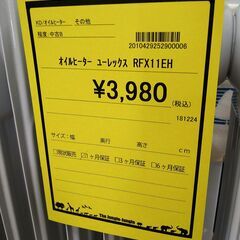 KD/オイルヒーター その他
程度:中古B
2010429252900006
オイルヒーター ユーレックス RFX11EH
¥3,980
(税込)
181224
サイズ:幅 奥行 高さ cm
□現状販売 □1ヶ月保証 □3ヶ月保証 □6ヶ月保証
The Jungle-Jungle